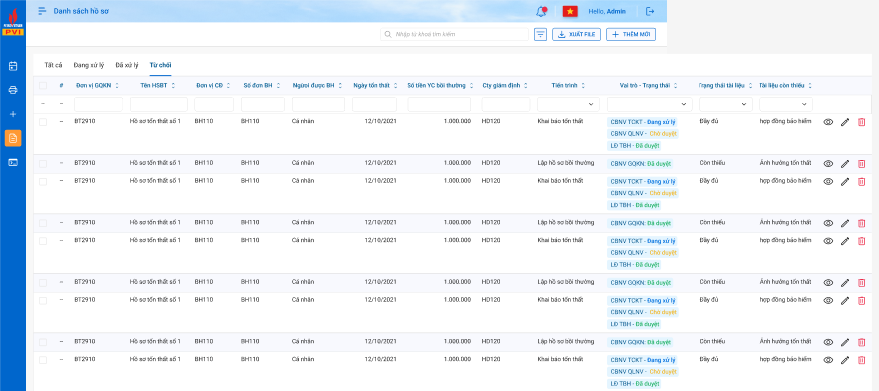 PETROVIETNAM
PVI
Danh sách hồ sơ
Hello, Admin
Nhập từ khoá tìm kiếm
XUẤT FILE
THÊM MỚI
Tất cả Đang xử lý Đã xử lý Từ chối
# Đơn vị GQKN Tên HSBT Đơn vị CĐ Số đơn BH Người được BH Ngày tổn thất Số tiền YC bồi thường Cty giám định Tiến trình Vai trò - Trạng thái Trạng thái tài liệu Tài liệu còn thiếu
– –
– BT2910 Hồ sơ tổn thất số 1 BH110 BH110 Cá nhân 12/10/2021 1.000.000 HD120 Khai báo tổn thất CBNV TCKT - Đang xử lý Đầy đủ hợp đồng bảo hiểm
CBNV QLNV - Chờ duyệt
LĐ TBH - Đã duyệt
– BT2910 Hồ sơ tổn thất số 1 BH110 BH110 Cá nhân 12/10/2021 1.000.000 HD120 Lập hồ sơ bồi thường CBNV GQKN: Đã duyệt Còn thiếu Ảnh hưởng tổn thất
– BT2910 Hồ sơ tổn thất số 1 BH110 BH110 Cá nhân 12/10/2021 1.000.000 HD120 Khai báo tổn thất CBNV TCKT - Đang xử lý Đầy đủ hợp đồng bảo hiểm
CBNV QLNV - Chờ duyệt
LĐ TBH - Đã duyệt
– BT2910 Hồ sơ tổn thất số 1 BH110 BH110 Cá nhân 12/10/2021 1.000.000 HD120 Lập hồ sơ bồi thường CBNV GQKN: Đã duyệt Còn thiếu Ảnh hưởng tổn thất
– BT2910 Hồ sơ tổn thất số 1 BH110 BH110 Cá nhân 12/10/2021 1.000.000 HD120 Khai báo tổn thất CBNV TCKT - Đang xử lý Đầy đủ hợp đồng bảo hiểm
CBNV QLNV - Chờ duyệt
LĐ TBH - Đã duyệt
– BT2910 Hồ sơ tổn thất số 1 BH110 BH110 Cá nhân 12/10/2021 1.000.000 HD120 Lập hồ sơ bồi thường CBNV GQKN: Đã duyệt Còn thiếu Ảnh hưởng tổn thất
– BT2910 Hồ sơ tổn thất số 1 BH110 BH110 Cá nhân 12/10/2021 1.000.000 HD120 Khai báo tổn thất CBNV TCKT - Đang xử lý Đầy đủ hợp đồng bảo hiểm
CBNV QLNV - Chờ duyệt
LĐ TBH - Đã duyệt
– BT2910 Hồ sơ tổn thất số 1 BH110 BH110 Cá nhân 12/10/2021 1.000.000 HD120 Lập hồ sơ bồi thường CBNV GQKN: Đã duyệt Còn thiếu Ảnh hưởng tổn thất
– BT2910 Hồ sơ tổn thất số 1 BH110 BH110 Cá nhân 12/10/2021 1.000.000 HD120 Khai báo tổn thất CBNV TCKT - Đang xử lý Đầy đủ hợp đồng bảo hiểm
CBNV QLNV - Chờ duyệt
LĐ TBH - Đã duyệt